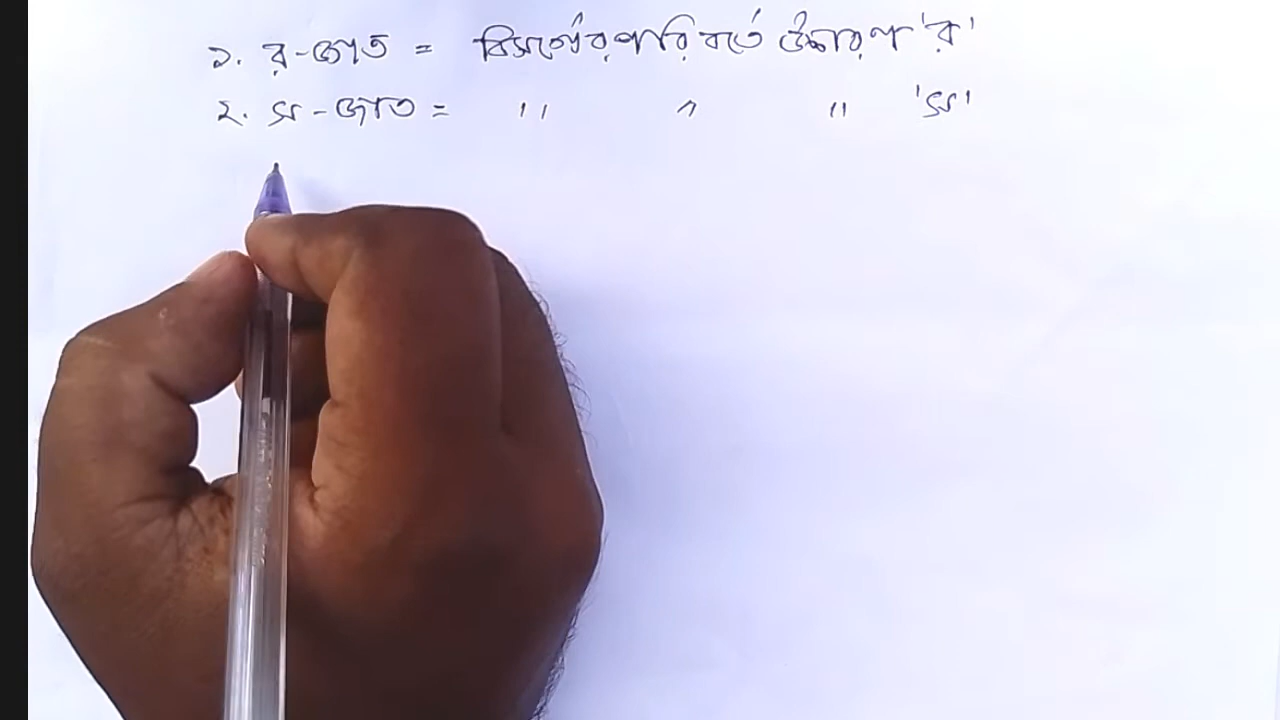 ১. র-জাত = বিসর্গের পরিবর্তে উচ্চারণ 'র'
২. স-জাত = " " " 'স'